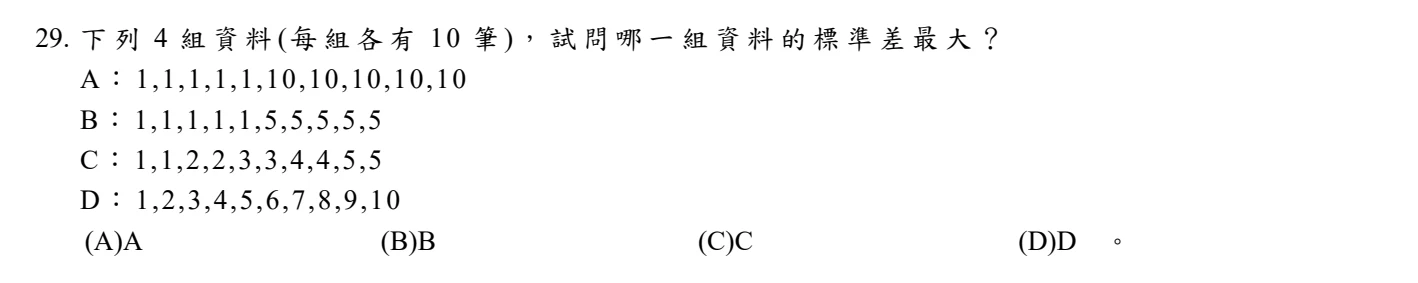 29. 下列 4 組資料(每組各有 10 筆)，試問哪一組資料的標準差最大？
A：1,1,1,1,1,10,10,10,10,10
B：1,1,1,1,1,5,5,5,5,5
C：1,1,2,2,3,3,4,4,5,5
D：1,2,3,4,5,6,7,8,9,10
(A)A (B)B (C)C (D)D 。